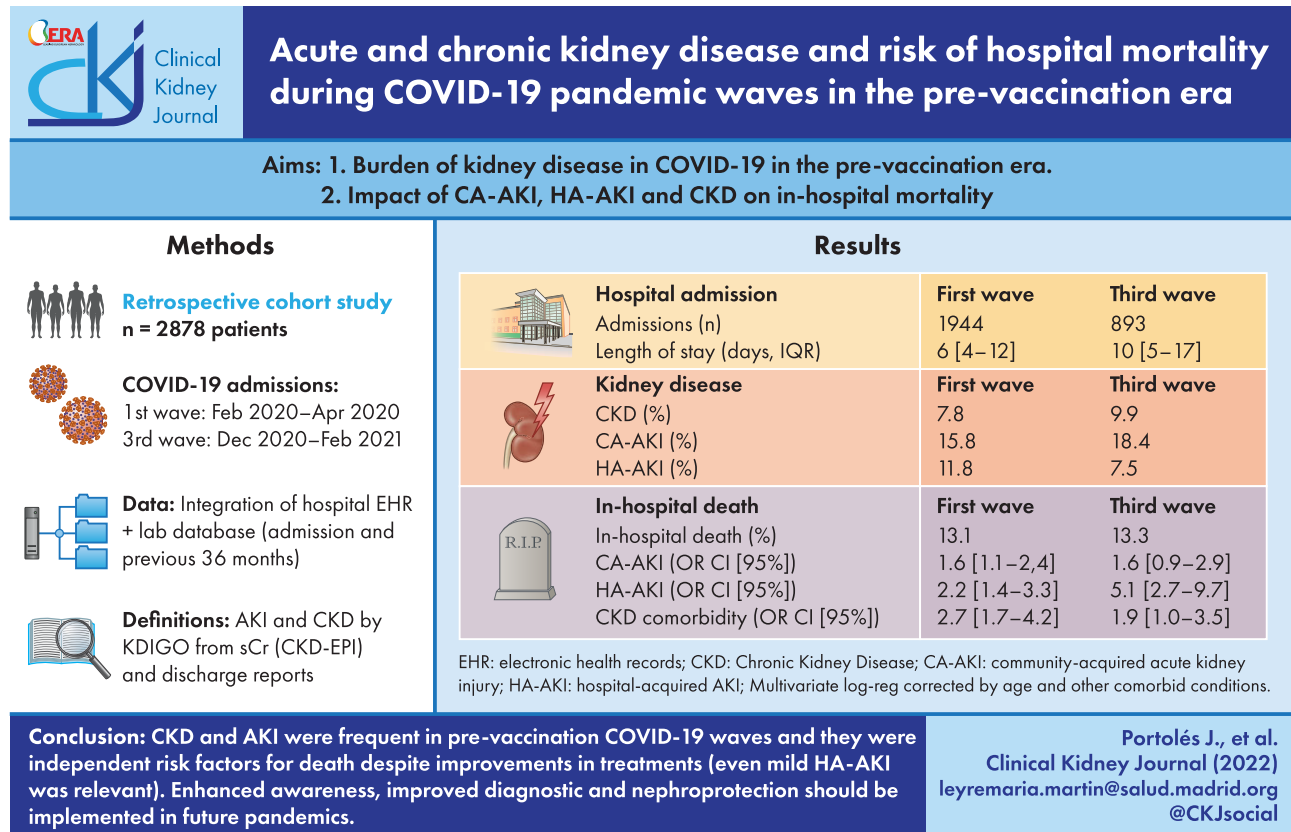 ERA
CKJ
Clinical
Kidney
Journal
Acute and chronic kidney disease and risk of hospital mortality
during COVID-19 pandemic waves in the pre-vaccination era
Aims: 1. Burden of kidney disease in COVID-19 in the pre-vaccination era.
2. Impact of CA-AKI, HA-AKI and CKD on in-hospital mortality
Methods
Retrospective cohort study
n = 2878 patients
COVID-19 admissions:
1st wave: Feb 2020–Apr 2020
3rd wave: Dec 2020–Feb 2021
Data: Integration of hospital EHR
+ lab database (admission and
previous 36 months)
Definitions: AKI and CKD by
KDIGO from sCr (CKD-EPI)
and discharge reports
Results
Hospital admission First wave Third wave
Admissions (n) 1944 893
Length of stay (days, IQR) 6 [4–12] 10 [5–17]
Kidney disease First wave Third wave
CKD (%) 7.8 9.9
CA-AKI (%) 15.8 18.4
HA-AKI (%) 11.8 7.5
R.I.P.
In-hospital death First wave Third wave
In-hospital death (%) 13.1 13.3
CA-AKI (OR CI [95%]) 1.6 [1.1–2,4] 1.6 [0.9–2.9]
HA-AKI (OR CI [95%]) 2.2 [1.4–3.3] 5.1 [2.7–9.7]
CKD comorbidity (OR CI [95%]) 2.7 [1.7–4.2] 1.9 [1.0–3.5]
EHR: electronic health records; CKD: Chronic Kidney Disease; CA-AKI: community-acquired acute kidney
injury; HA-AKI: hospital-acquired AKI; Multivariate log-reg corrected by age and other comorbid conditions.
Conclusion: CKD and AKI were frequent in pre-vaccination COVID-19 waves and they were
independent risk factors for death despite improvements in treatments (even mild HA-AKI
was relevant). Enhanced awareness, improved diagnostic and nephroprotection should be
implemented in future pandemics.
Portolés J., et al.
Clinical Kidney Journal (2022)
leyremaria.martin@salud.madrid.org
@CKJsocial